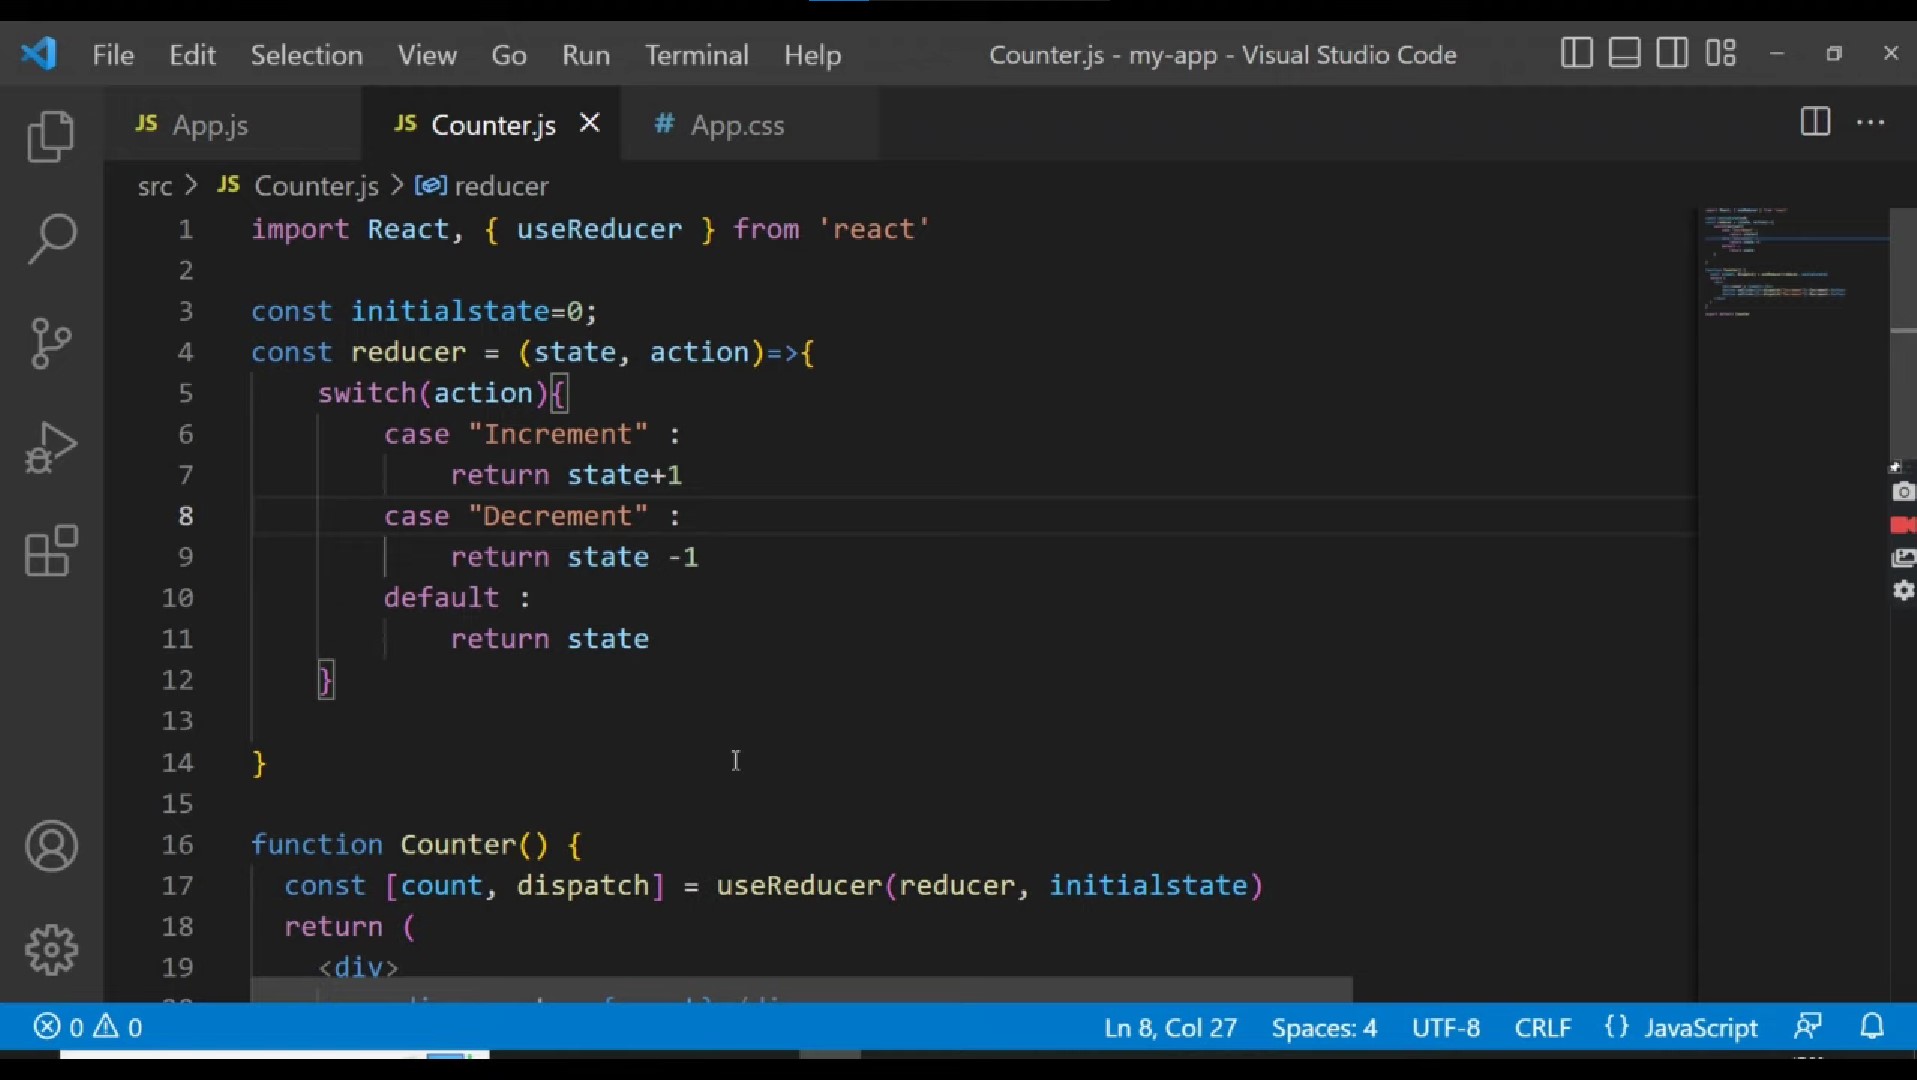 File Edit Selection View Go Run Terminal Help Counter.js - my-app - Visual Studio Code
JS App.js JS Counter.js # App.css
src > JS Counter.js > reducer
1 import React, { useReducer } from 'react'
2
3 const initialstate=0;
4 const reducer = (state, action)=>{
5 switch(action){
6 case "Increment" :
7 return state+1
8 case "Decrement" :
9 return state -1
10 default :
11 return state
12 }
13
14 }
15
16 function Counter() {
17 const [count, dispatch] = useReducer(reducer, initialstate)
18 return (
19 <div>
0 0 Ln 8, Col 27 Spaces: 4 UTF-8 CRLF {} JavaScript